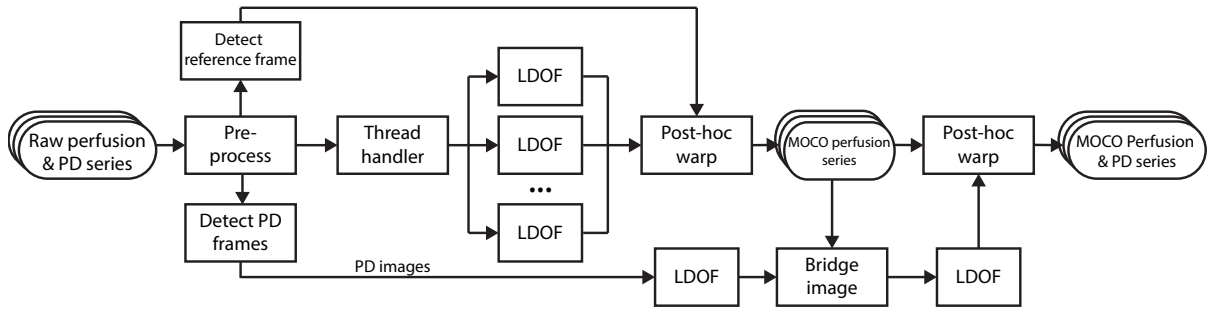 Detect
reference frame
Raw perfusion
& PD series
Pre-
process
Thread
handler
LDOF
LDOF
...
LDOF
Post-hoc
warp
MOCO perfusion
series
Post-hoc
warp
MOCO Perfusion
& PD series
Detect PD
frames
PD images
LDOF
Bridge
image
LDOF